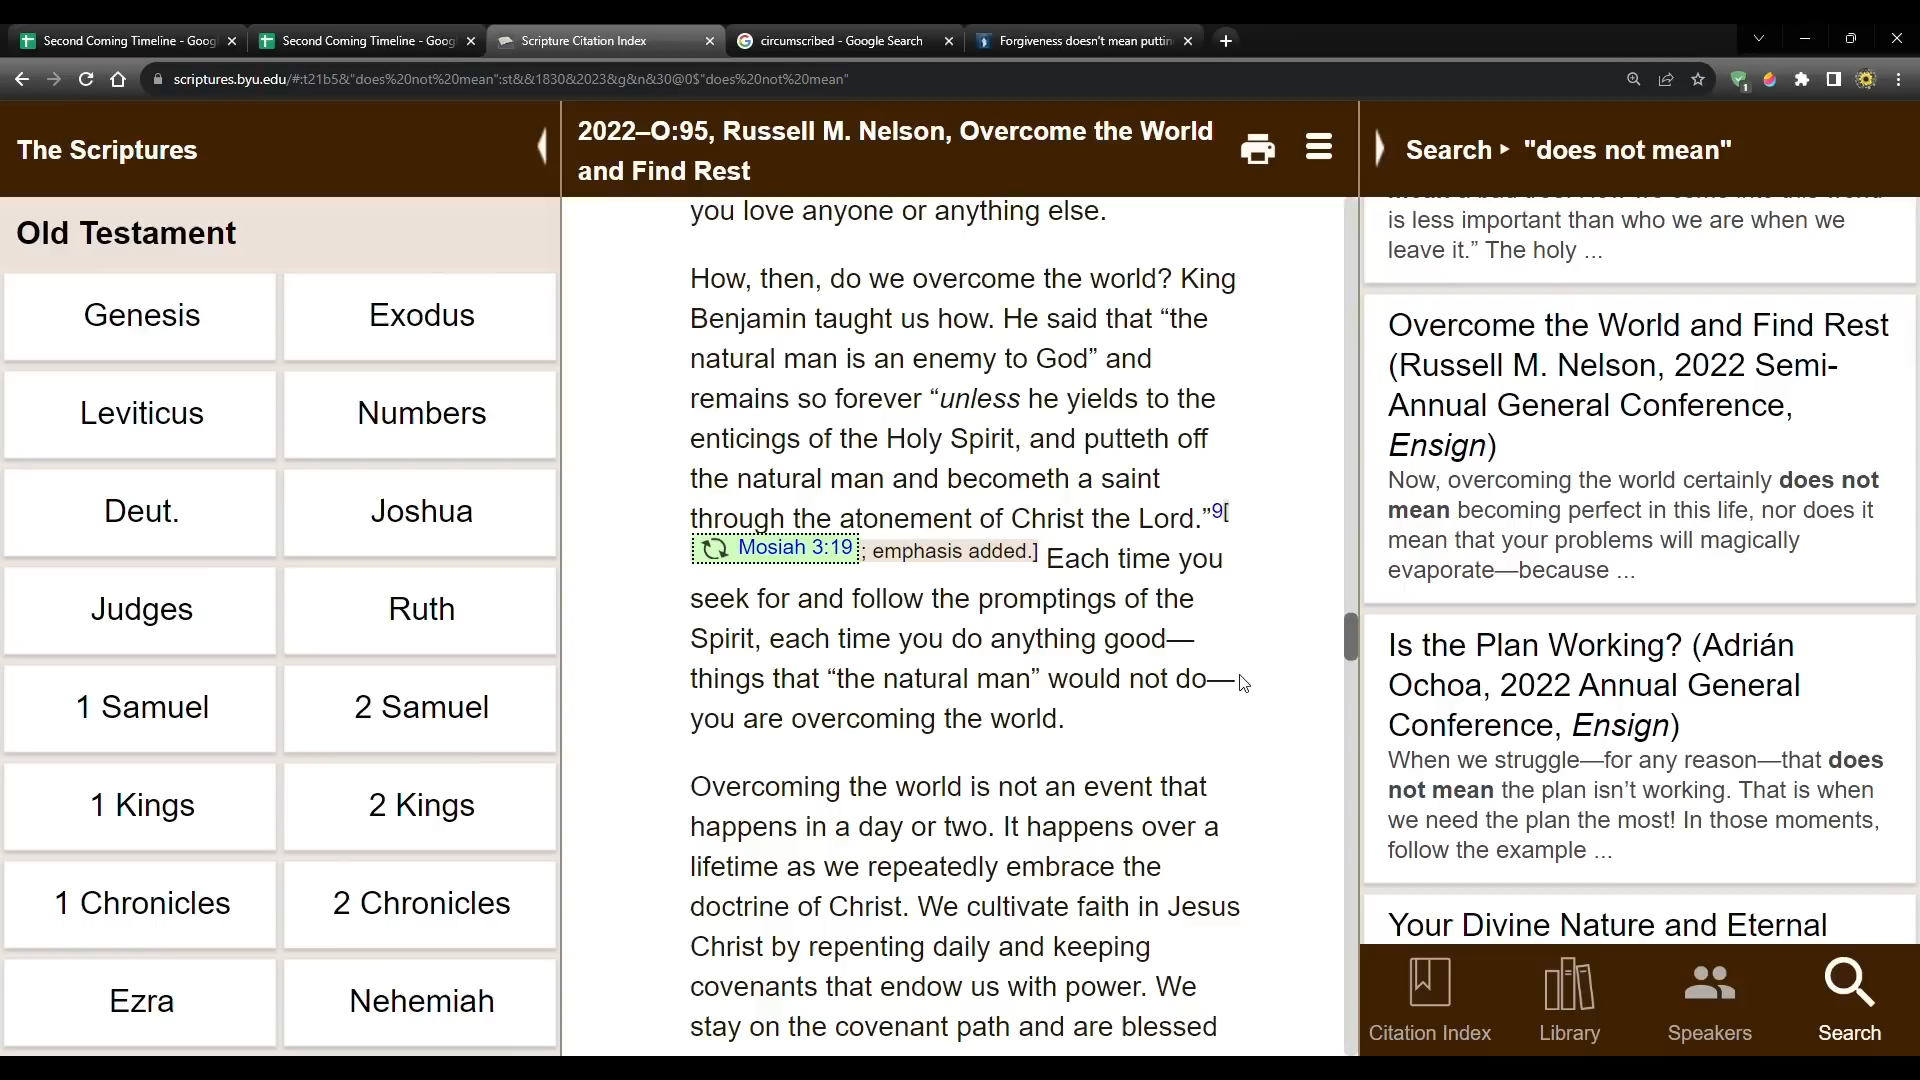 Second Coming Timeline - Goog
Second Coming Timeline - Goog
Scripture Citation Index
circumscribed - Google Search
Forgiveness doesn't mean puttin
scriptures.byu.edu/#:t21b5&"does%20not%20mean":st&&1830&2023&g&n&30@0$"does%20not%20mean"
1
The Scriptures
Old Testament
Genesis
Exodus
Leviticus
Numbers
Deut.
Joshua
Judges
Ruth
1 Samuel
2 Samuel
1 Kings
2 Kings
1 Chronicles
2 Chronicles
Ezra
Nehemiah
2022–O:95, Russell M. Nelson, Overcome the World
and Find Rest
you love anyone or anything else.
How, then, do we overcome the world? King
Benjamin taught us how. He said that “the
natural man is an enemy to God” and
remains so forever “unless he yields to the
enticings of the Holy Spirit, and putteth off
the natural man and becometh a saint
through the atonement of Christ the Lord.”9[
Mosiah 3:19; emphasis added.] Each time you
seek for and follow the promptings of the
Spirit, each time you do anything good—
things that “the natural man” would not do—
you are overcoming the world.
Overcoming the world is not an event that
happens in a day or two. It happens over a
lifetime as we repeatedly embrace the
doctrine of Christ. We cultivate faith in Jesus
Christ by repenting daily and keeping
covenants that endow us with power. We
stay on the covenant path and are blessed
Search ▸ "does not mean"
is less important than who we are when we
leave it.” The holy ...
Overcome the World and Find Rest
(Russell M. Nelson, 2022 Semi-
Annual General Conference,
Ensign)
Now, overcoming the world certainly does not
mean becoming perfect in this life, nor does it
mean that your problems will magically
evaporate—because ...
Is the Plan Working? (Adrián
Ochoa, 2022 Annual General
Conference, Ensign)
When we struggle—for any reason—that does
not mean the plan isn’t working. That is when
we need the plan the most! In those moments,
follow the example ...
Your Divine Nature and Eternal
Citation Index
Library
Speakers
Search